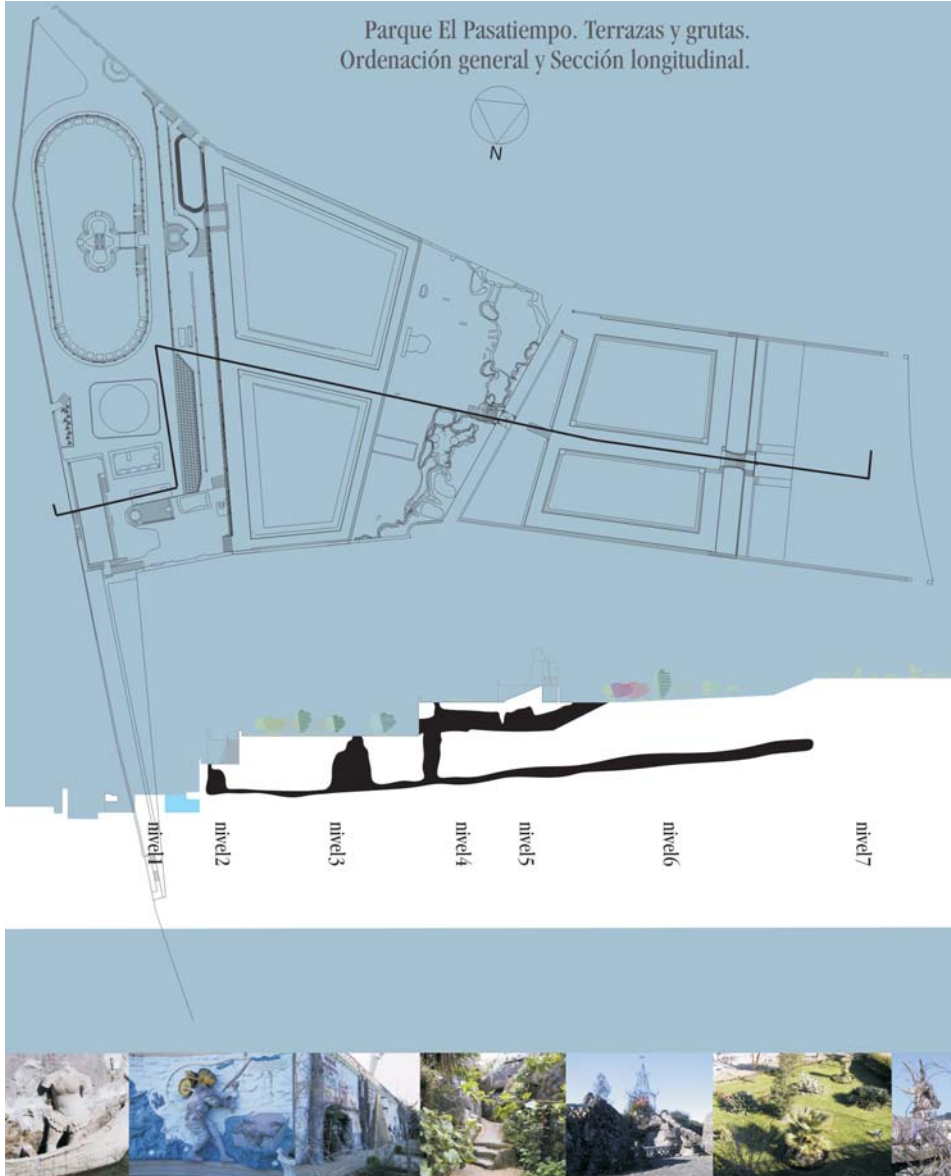 Parque El Pasatiempo. Terrazas y grutas.
Ordenación general y Sección longitudinal.
N
nivel1
nivel2
nivel3
nivel4
nivel5
nivel6
nivel7